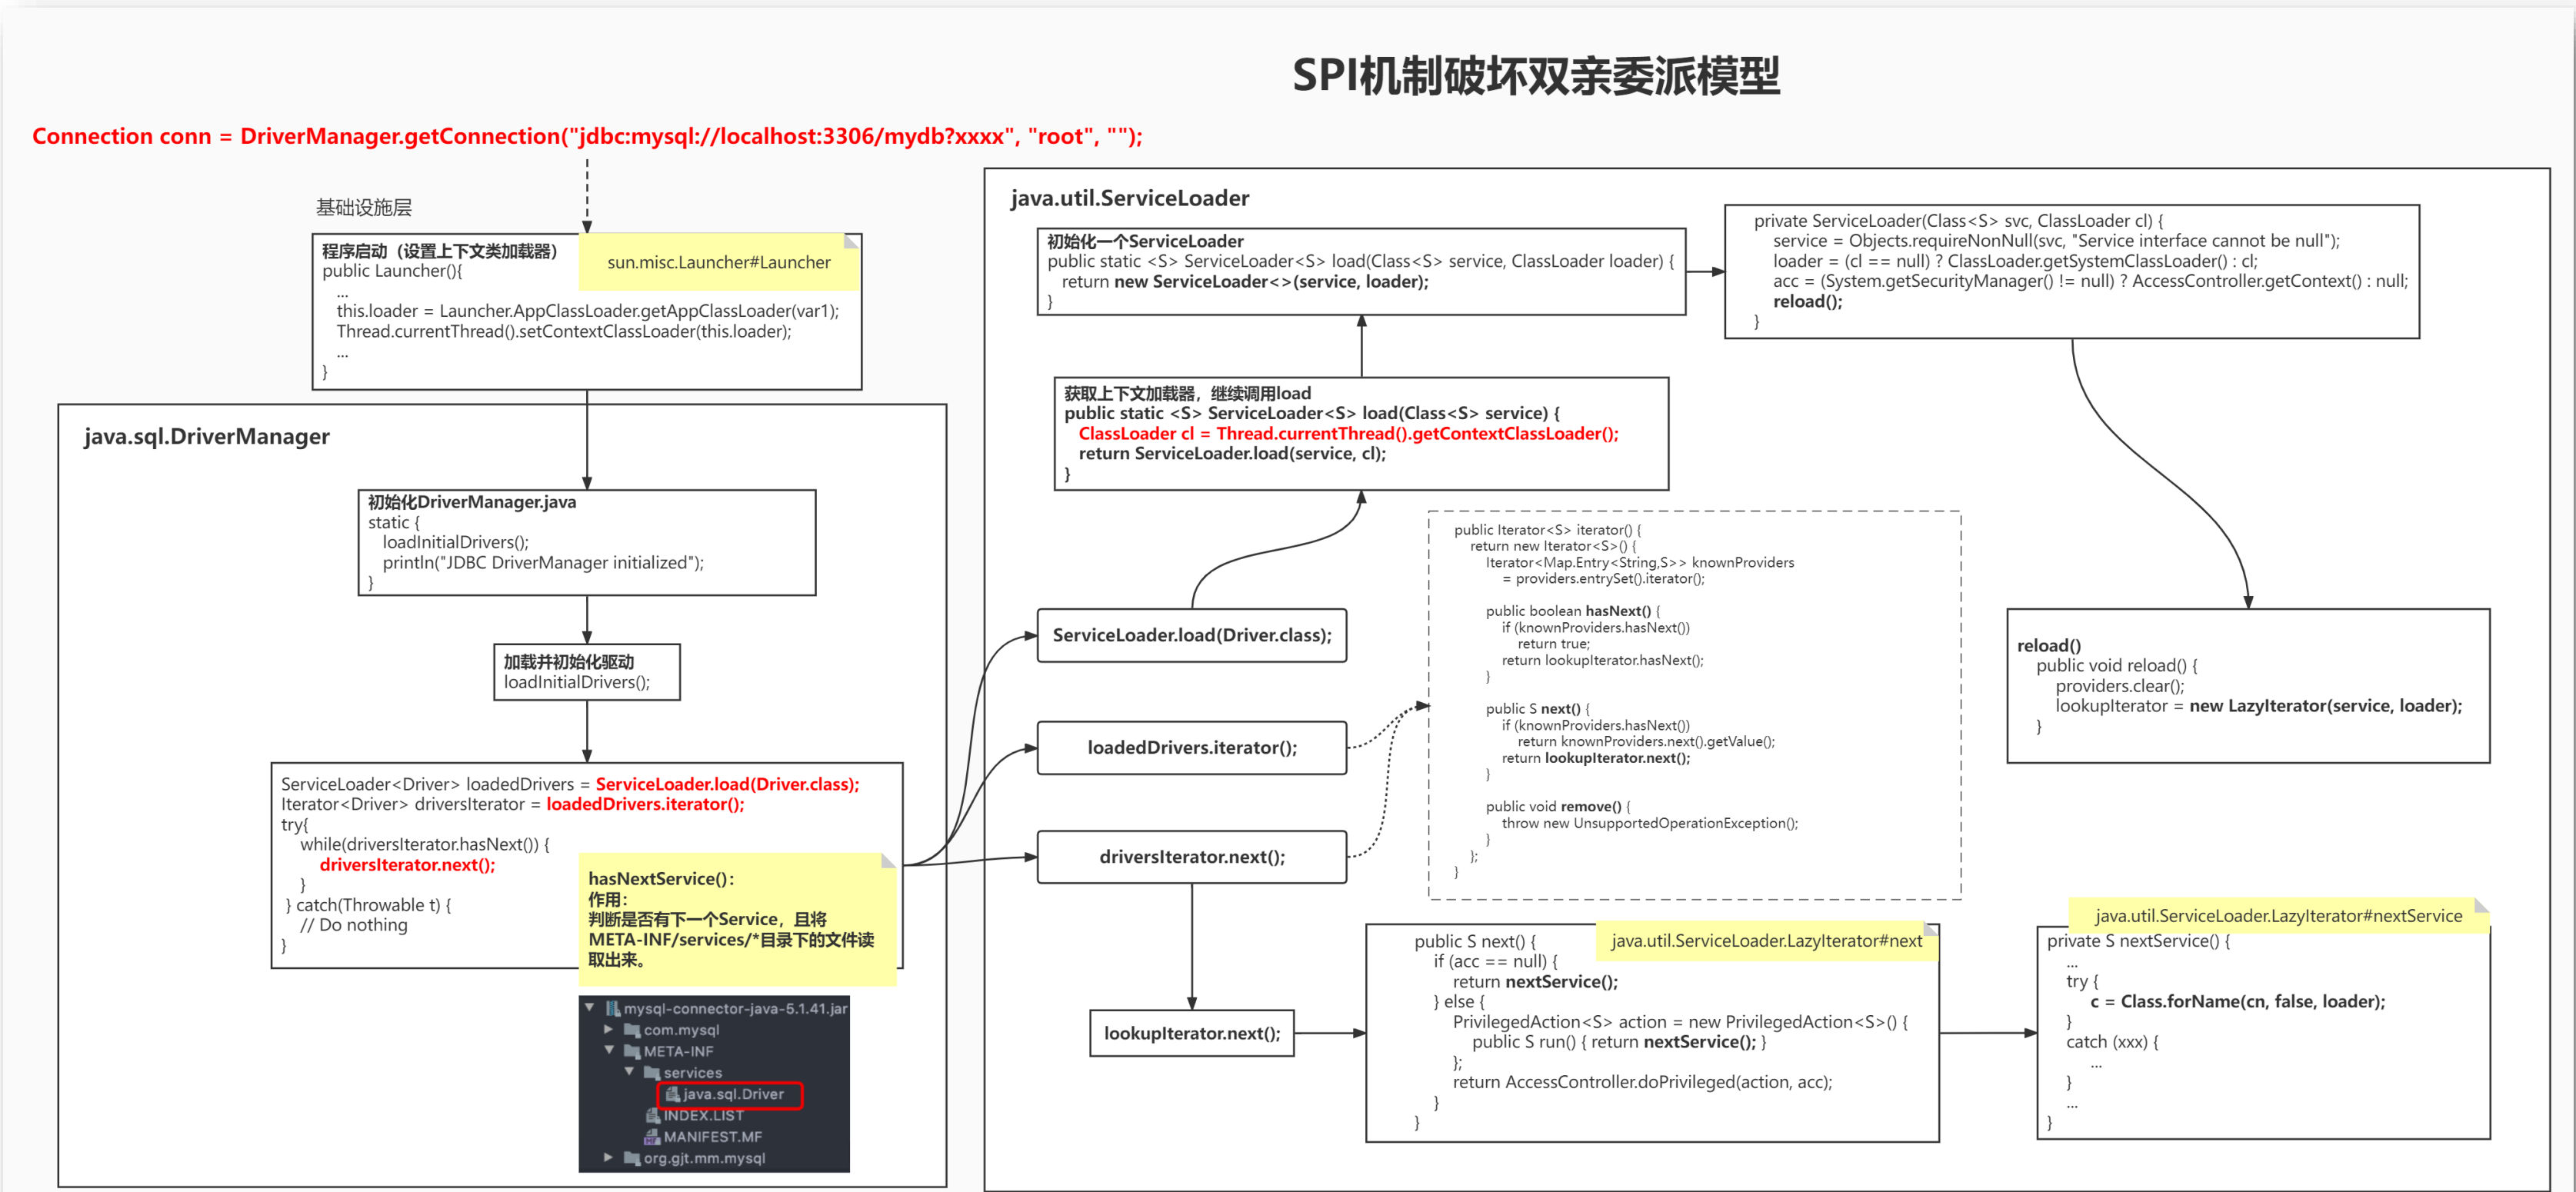 SPI机制破坏双亲委派模型
Connection conn = DriverManager.getConnection("jdbc:mysql://localhost:3306/mydb?xxxx", "root", "");
基础设施层
程序启动（设置上下文类加载器）
sun.misc.Launcher#Launcher
public Launcher(){
...
this.loader = Launcher.AppClassLoader.getAppClassLoader(var1);
Thread.currentThread().setContextClassLoader(this.loader);
...
}
java.sql.DriverManager
初始化DriverManager.java
static {
loadInitialDrivers();
println("JDBC DriverManager initialized");
}
加载并初始化驱动
loadInitialDrivers();
ServiceLoader<Driver> loadedDrivers = ServiceLoader.load(Driver.class);
Iterator<Driver> driversIterator = loadedDrivers.iterator();
try{
while(driversIterator.hasNext()) {
driversIterator.next();
}
} catch(Throwable t) {
// Do nothing
}
hasNextService()：
作用：
判断是否有下一个Service，且将
META-INF/services/*目录下的文件读
取出来。
mysql-connector-java-5.1.41.jar
com.mysql
META-INF
services
java.sql.Driver
INDEX.LIST
MANIFEST.MF
org.gjt.mm.mysql
java.util.ServiceLoader
初始化一个ServiceLoader
public static <S> ServiceLoader<S> load(Class<S> service, ClassLoader loader) {
return new ServiceLoader<>(service, loader);
}
private ServiceLoader(Class<S> svc, ClassLoader cl) {
service = Objects.requireNonNull(svc, "Service interface cannot be null");
loader = (cl == null) ? ClassLoader.getSystemClassLoader() : cl;
acc = (System.getSecurityManager() != null) ? AccessController.getContext() : null;
reload();
}
获取上下文加载器，继续调用load
public static <S> ServiceLoader<S> load(Class<S> service) {
ClassLoader cl = Thread.currentThread().getContextClassLoader();
return ServiceLoader.load(service, cl);
}
ServiceLoader.load(Driver.class);
loadedDrivers.iterator();
driversIterator.next();
public Iterator<S> iterator() {
return new Iterator<S>() {
Iterator<Map.Entry<String,S>> knownProviders
= providers.entrySet().iterator();
public boolean hasNext() {
if (knownProviders.hasNext())
return true;
return lookupIterator.hasNext();
}
public S next() {
if (knownProviders.hasNext())
return knownProviders.next().getValue();
return lookupIterator.next();
}
public void remove() {
throw new UnsupportedOperationException();
}
};
}
reload()
public void reload() {
providers.clear();
lookupIterator = new LazyIterator(service, loader);
}
lookupIterator.next();
java.util.ServiceLoader.LazyIterator#next
public S next() {
if (acc == null) {
return nextService();
} else {
PrivilegedAction<S> action = new PrivilegedAction<S>() {
public S run() { return nextService(); }
};
return AccessController.doPrivileged(action, acc);
}
}
java.util.ServiceLoader.LazyIterator#nextService
private S nextService() {
...
try {
c = Class.forName(cn, false, loader);
}
catch (xxx) {
...
}
...
}